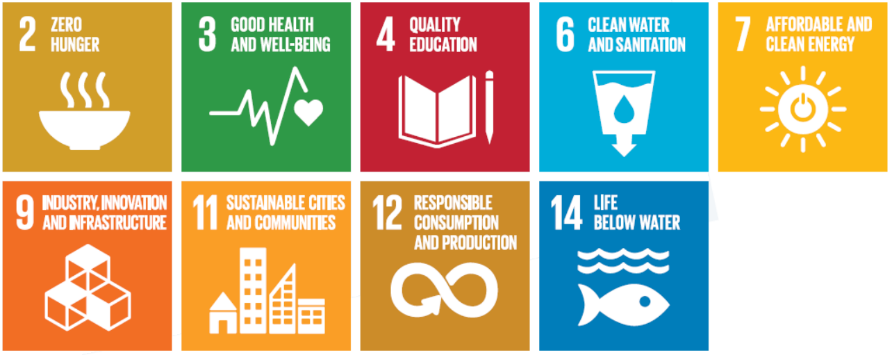 2 ZERO
HUNGER
3 GOOD HEALTH
AND WELL-BEING
4 QUALITY
EDUCATION
6 CLEAN WATER
AND SANITATION
7 AFFORDABLE AND
CLEAN ENERGY
9 INDUSTRY, INNOVATION
AND INFRASTRUCTURE
11 SUSTAINABLE CITIES
AND COMMUNITIES
12 RESPONSIBLE
CONSUMPTION
AND PRODUCTION
14 LIFE
BELOW WATER